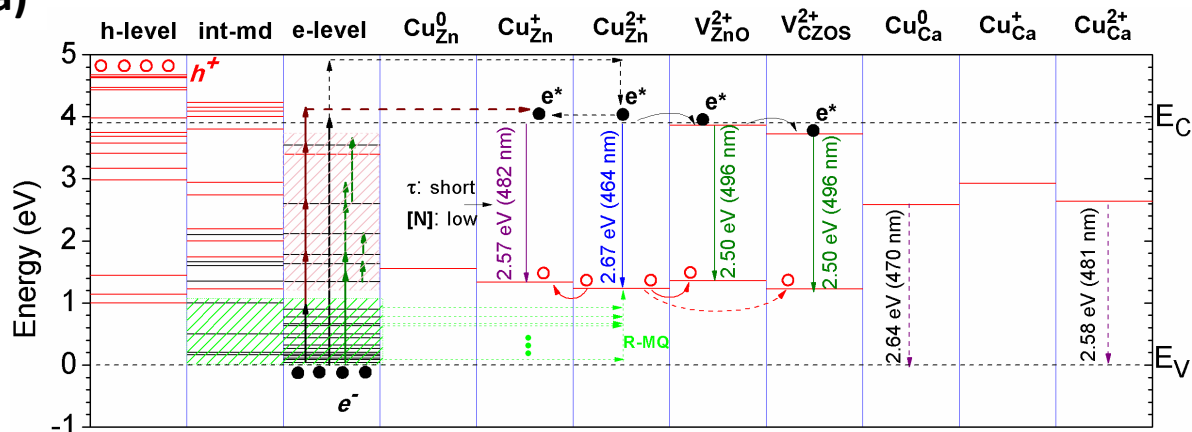 a)
h-level int-md e-level Cu⁰Zn Cu⁺Zn Cu²⁺Zn V²⁺ZnO V²⁺CZOS Cu⁰Ca Cu⁺Ca Cu²⁺Ca
5
h⁺
4
e* e* e* e*
EC
3
τ: short
[N]: low
2
1
0
-1
Energy (eV)
2.57 eV (482 nm)
2.67 eV (464 nm)
2.50 eV (496 nm)
2.50 eV (496 nm)
2.64 eV (470 nm)
2.58 eV (481 nm)
R-MQ
EV
e⁻